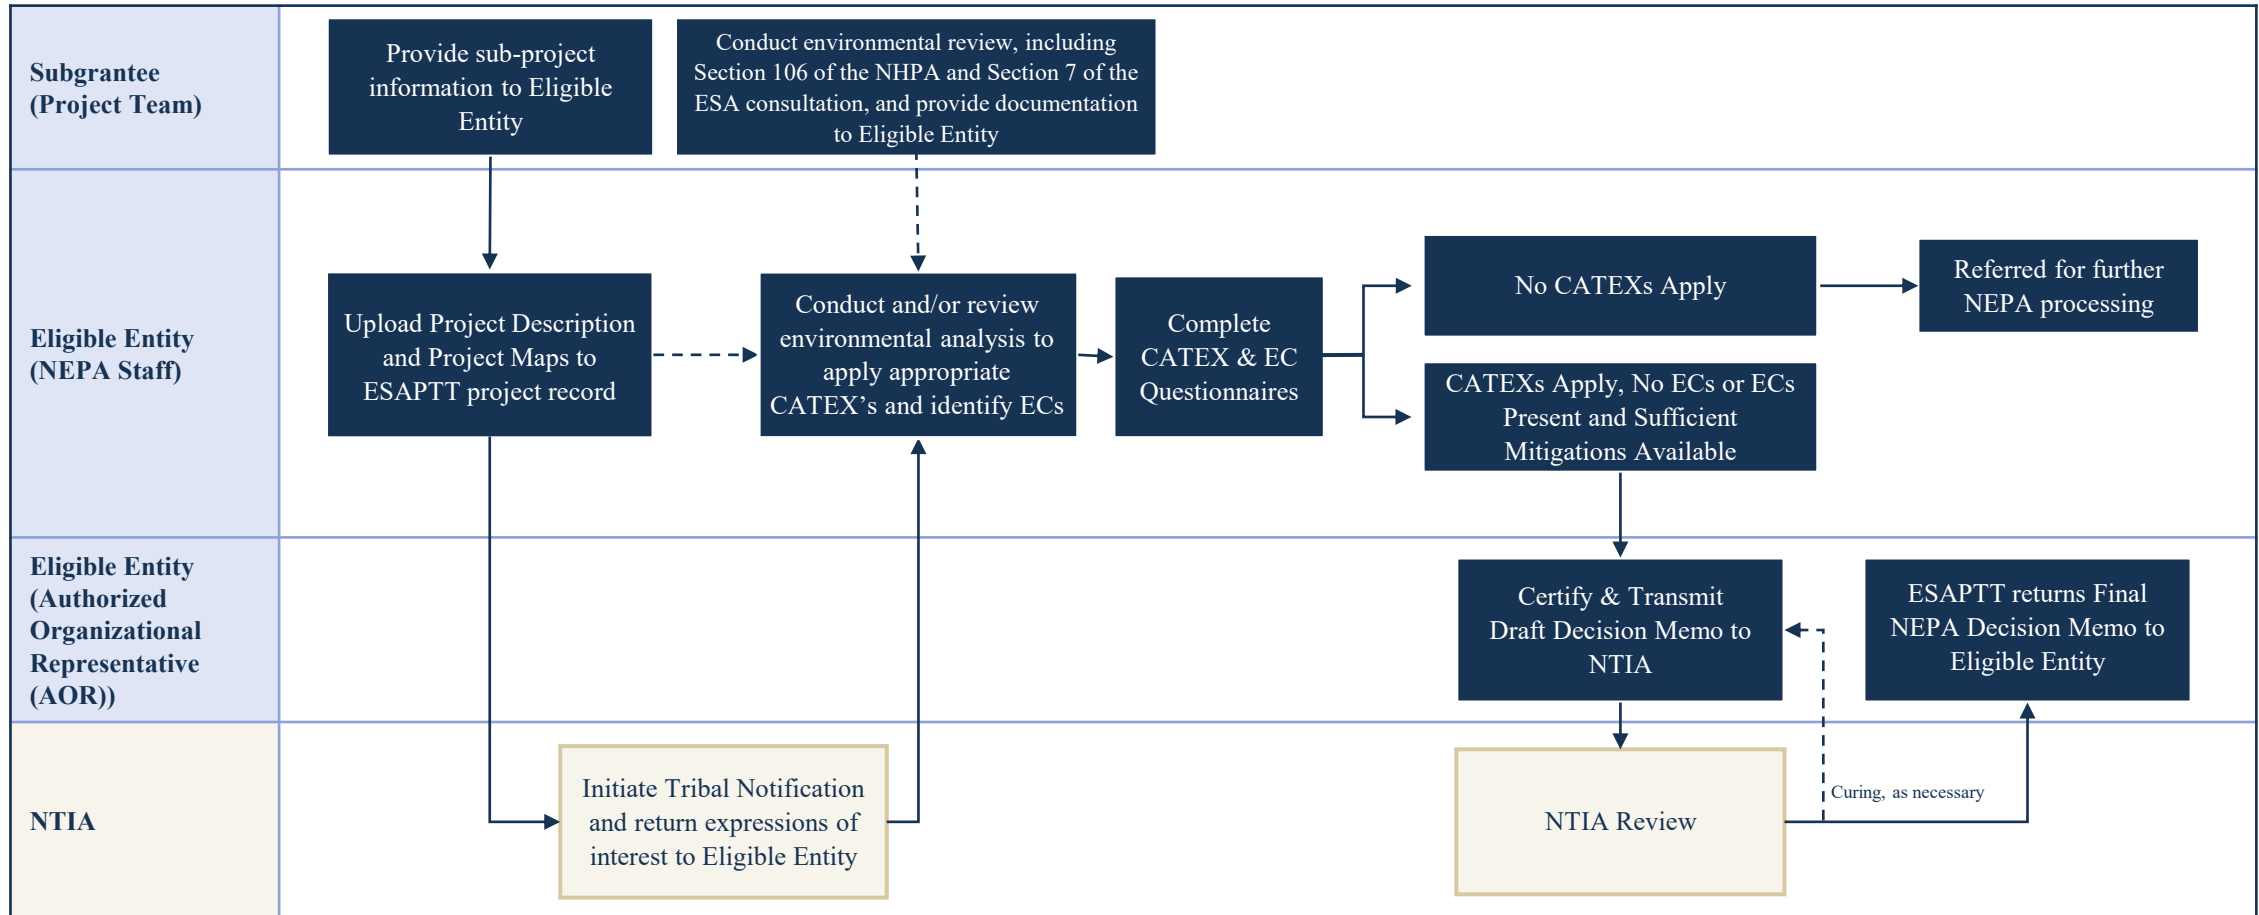 Subgrantee
(Project Team)
Provide sub-project
information to Eligible
Entity
Conduct environmental review, including
Section 106 of the NHPA and Section 7 of the
ESA consultation, and provide documentation
to Eligible Entity
Eligible Entity
(NEPA Staff)
Upload Project Description
and Project Maps to
ESAPTT project record
Conduct and/or review
environmental analysis to
apply appropriate
CATEX’s and identify ECs
Complete
CATEX & EC
Questionnaires
No CATEXs Apply
Referred for further
NEPA processing
CATEXs Apply, No ECs or ECs
Present and Sufficient
Mitigations Available
Eligible Entity
(Authorized
Organizational
Representative
(AOR))
Certify & Transmit
Draft Decision Memo to
NTIA
ESAPTT returns Final
NEPA Decision Memo to
Eligible Entity
NTIA
Initiate Tribal Notification
and return expressions of
interest to Eligible Entity
NTIA Review
Curing, as necessary